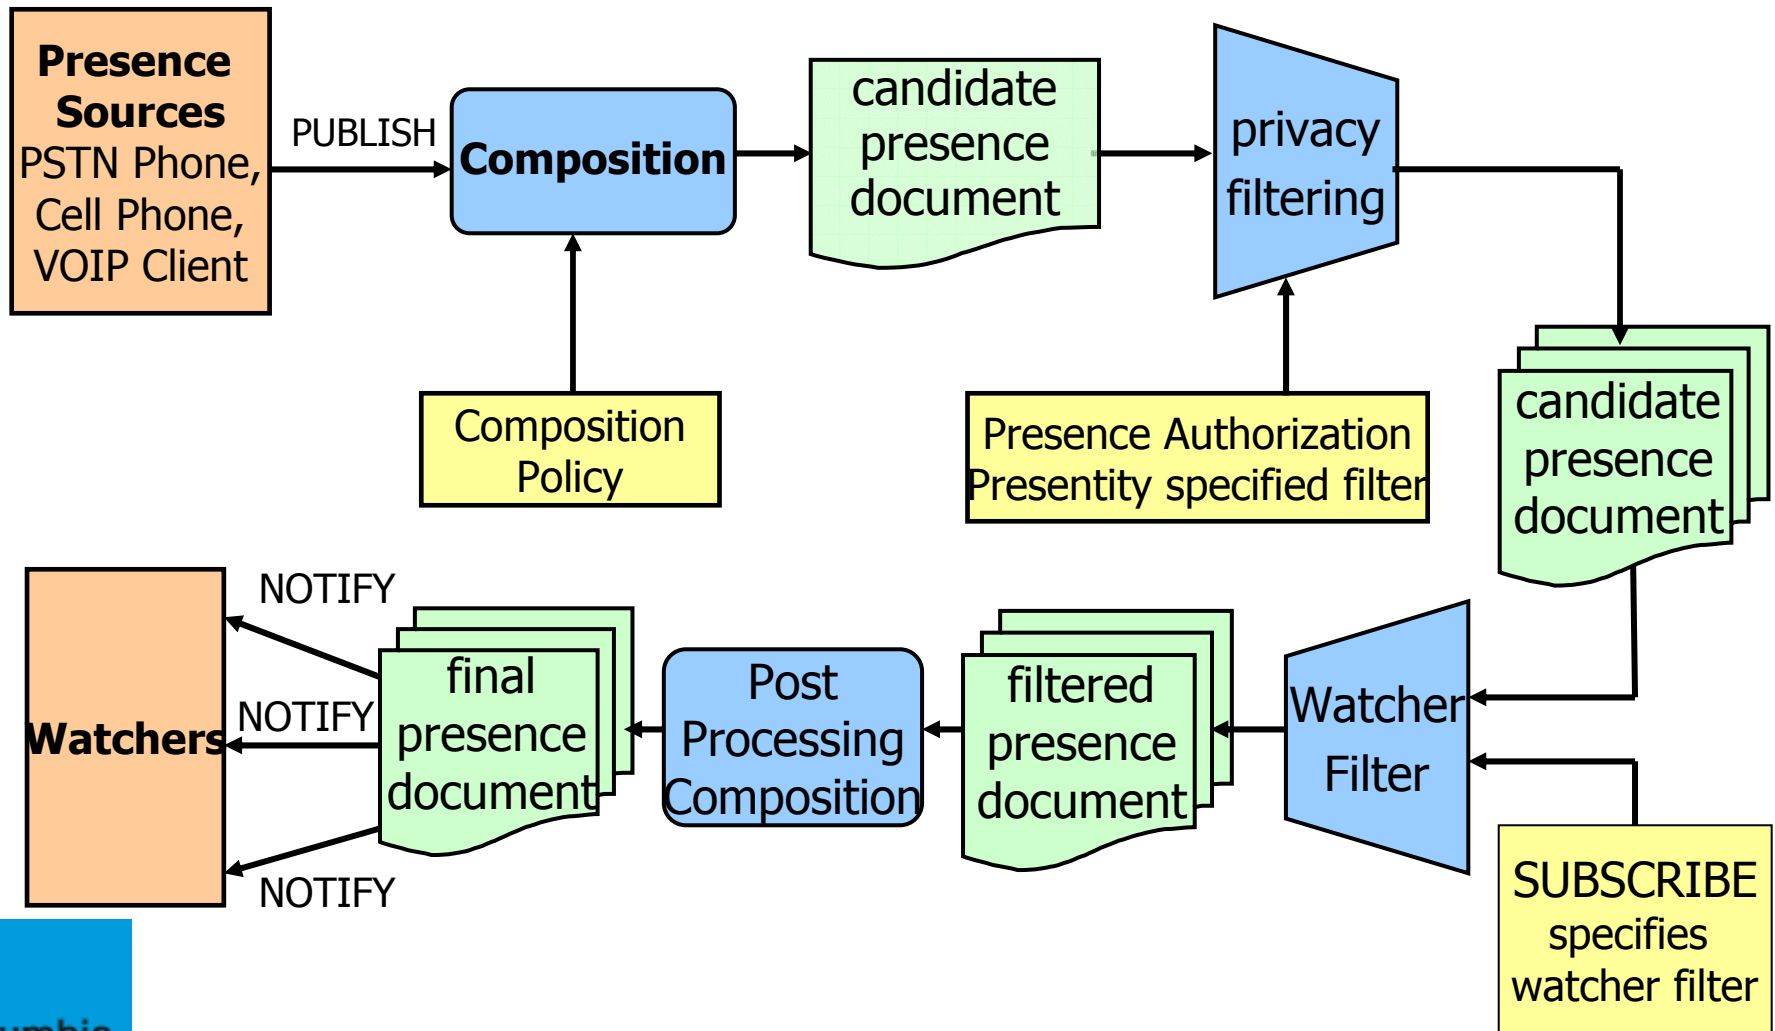 Presence
Sources
PSTN Phone,
Cell Phone,
VOIP Client
PUBLISH
Composition
candidate
presence
document
privacy
filtering
Composition
Policy
Presence Authorization
Presentity specified filter
candidate
presence
document
Watchers
NOTIFY
NOTIFY
NOTIFY
final
presence
document
Post
Processing
Composition
filtered
presence
document
Watcher
Filter
SUBSCRIBE
specifies
watcher filter